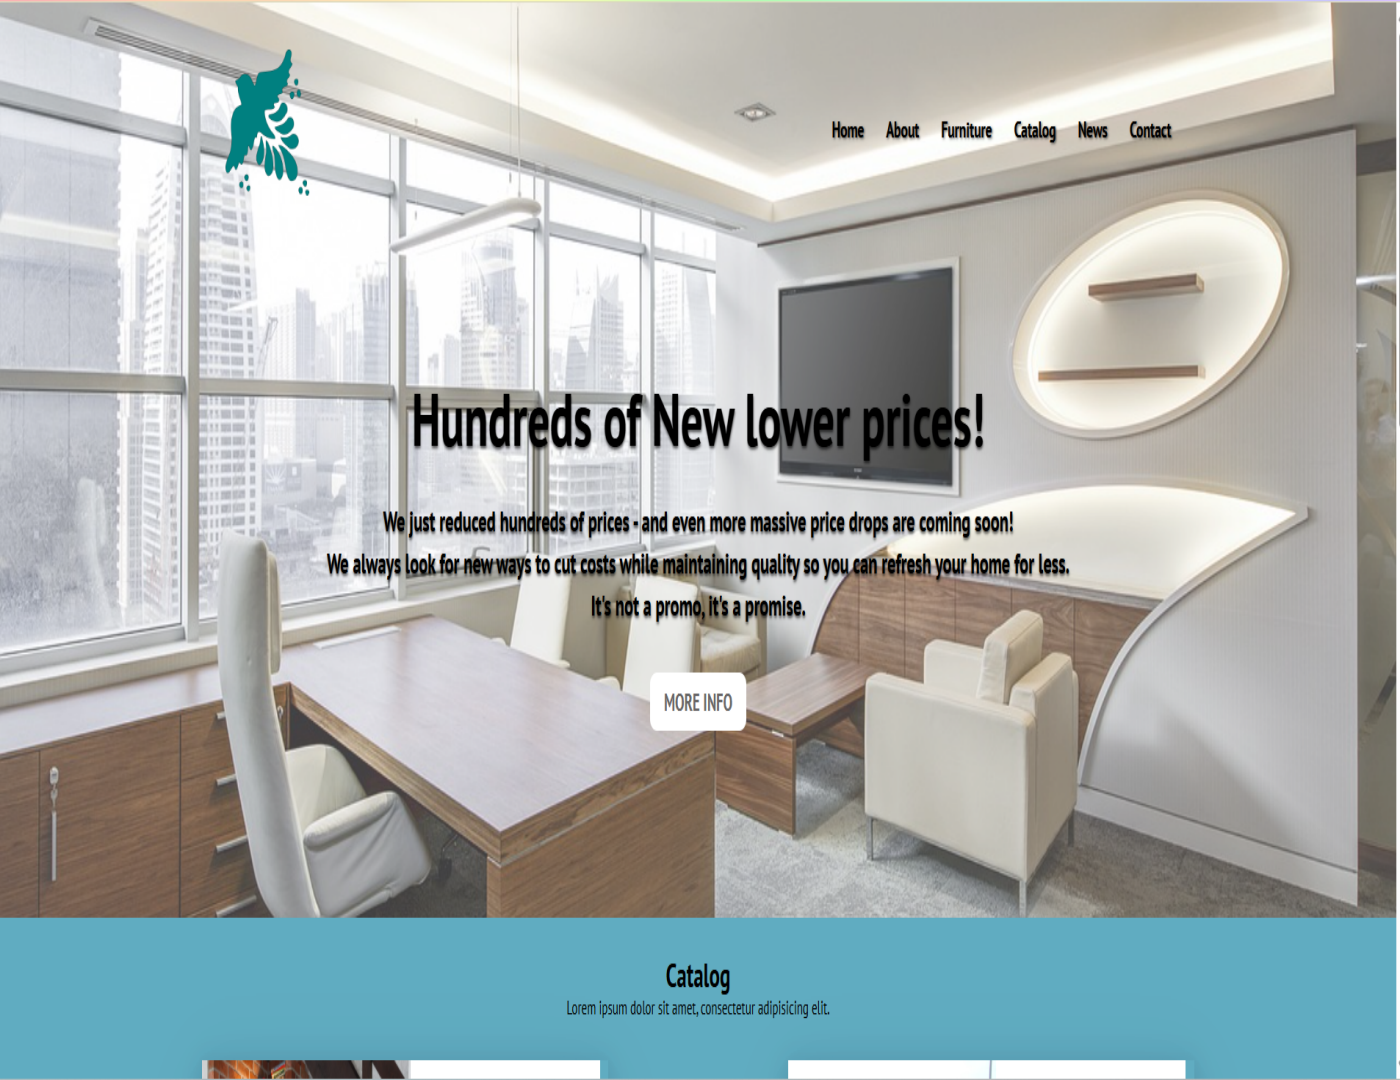 Home About Furniture Catalog News Contact
Hundreds of New lower prices!
We just reduced hundreds of prices - and even more massive price drops are coming soon!
We always look for new ways to cut costs while maintaining quality so you can refresh your home for less.
It's not a promo, it's a promise.
MORE INFO
Catalog
Lorem ipsum dolor sit amet, consectetur adipisicing elit.